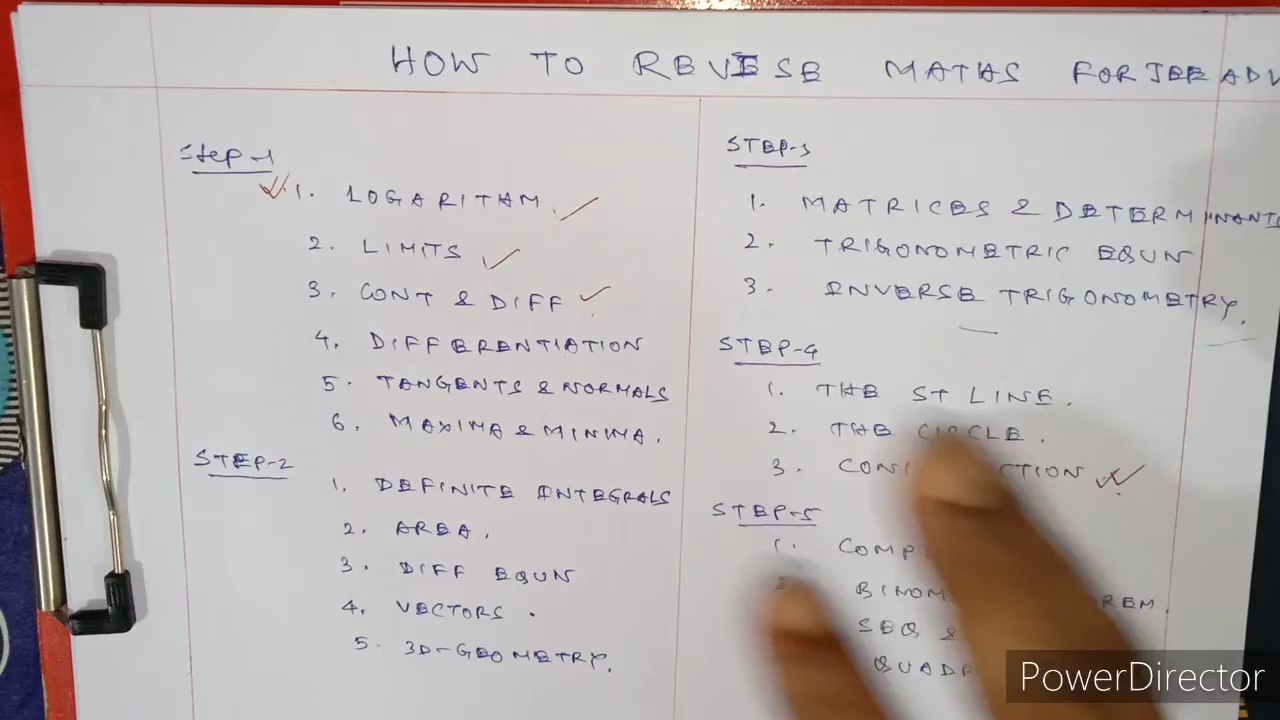 HOW TO REVISE MATHS FOR JEE ADV
Step-1
1. LOGARITHM
2. LIMITS
3. CONT & DIFF
4. DIFFERENTIATION
5. TANGENTS & NORMALS
6. MAXIMA & MINIMA.
STEP-2
1. DEFINITE INTEGRALS
2. AREA.
3. DIFF EQUN
4. VECTORS.
5. 3D-GEOMETRY.
STEP-3
1. MATRICES & DETERMINANTS
2. TRIGONOMETRIC EQUN
3. INVERSE TRIGONOMETRY.
STEP-4
1. THE ST LINE.
2. THE CIRCLE.
3.
STEP-5
1.
SEQ &
PowerDirector